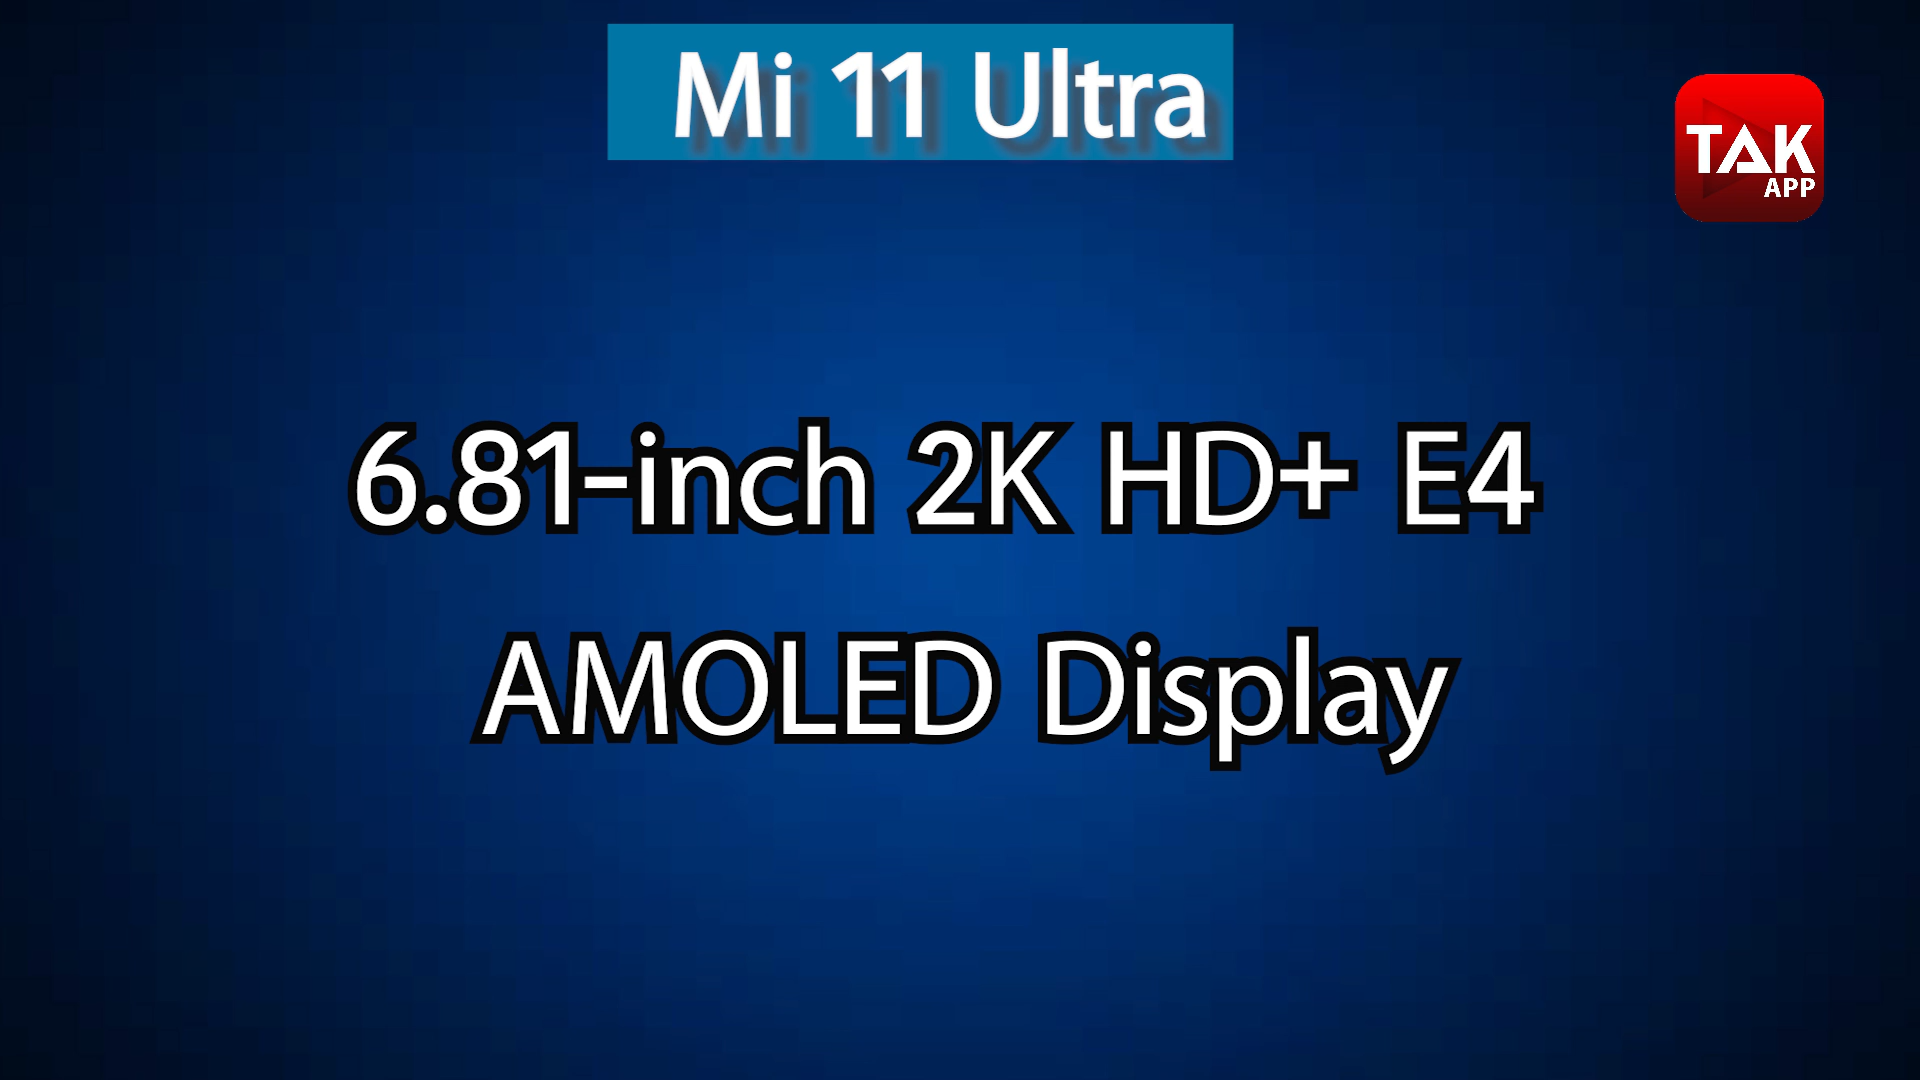 Mi 11 Ultra
TAK
APP
6.81-inch 2K HD+ E4
AMOLED Display